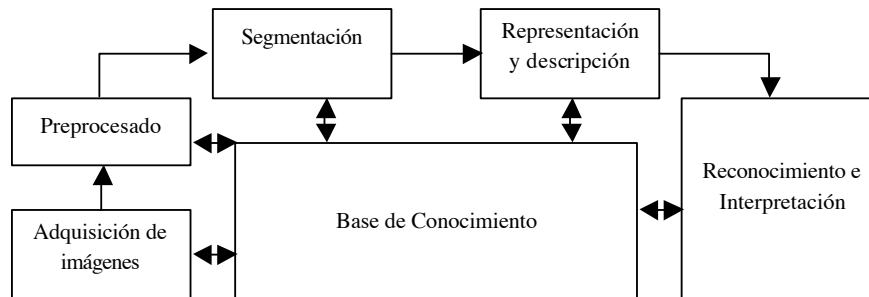 Segmentación
Representación
y descripción
Preprocesado
Reconocimiento e
Interpretación
Base de Conocimiento
Adquisición de
imágenes